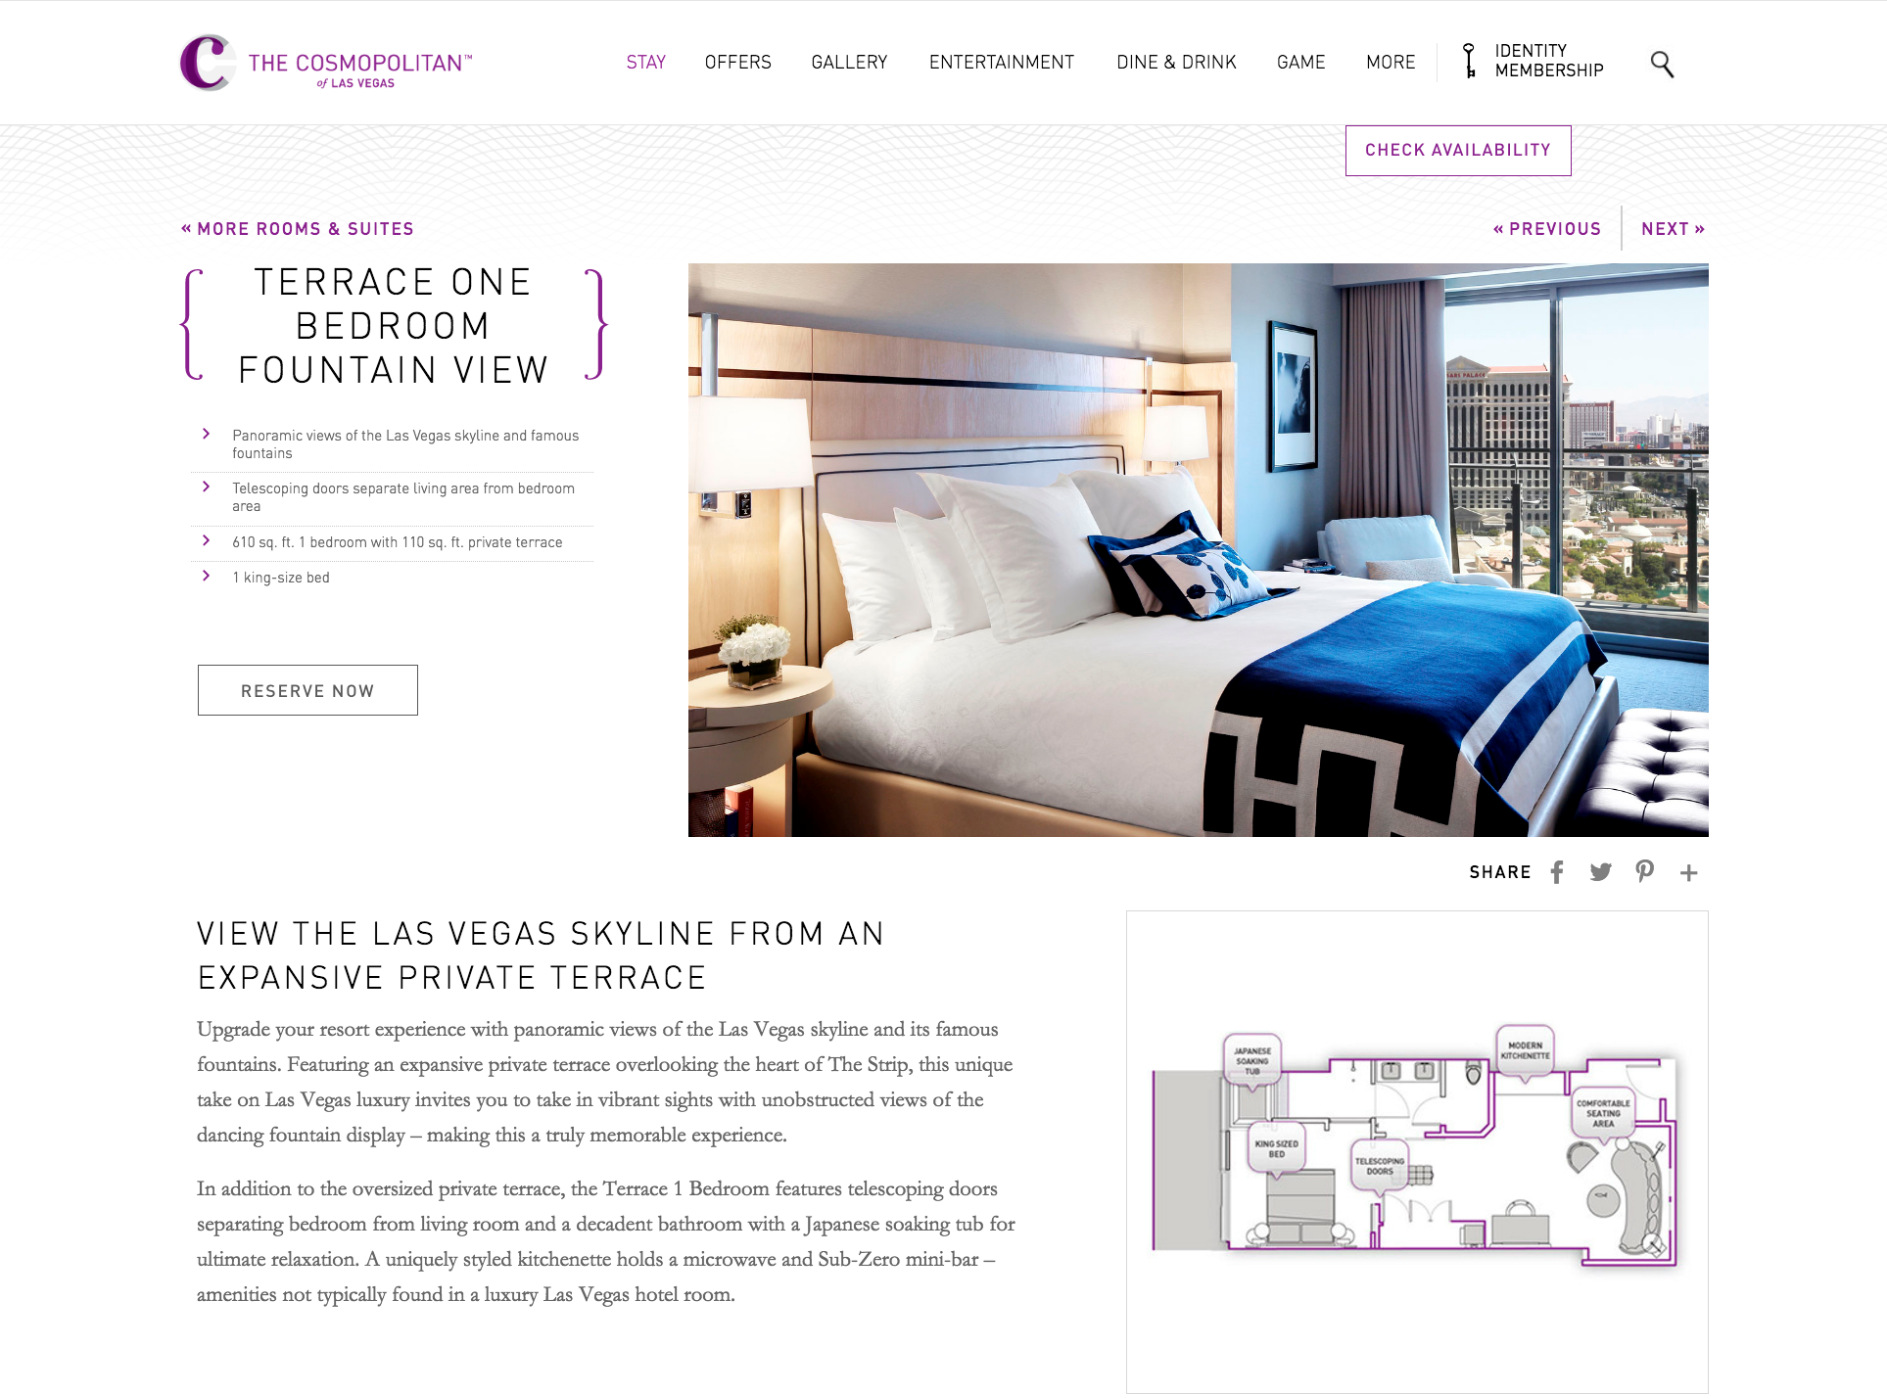 THE COSMOPOLITAN™
of LAS VEGAS
STAY
OFFERS
GALLERY
ENTERTAINMENT
DINE & DRINK
GAME
MORE
IDENTITY
MEMBERSHIP
CHECK AVAILABILITY
« MORE ROOMS & SUITES
« PREVIOUS
NEXT »
TERRACE ONE
BEDROOM
FOUNTAIN VIEW
Panoramic views of the Las Vegas skyline and famous
fountains
Telescoping doors separate living area from bedroom
area
610 sq. ft. 1 bedroom with 110 sq. ft. private terrace
1 king-size bed
RESERVE NOW
SHARE
VIEW THE LAS VEGAS SKYLINE FROM AN
EXPANSIVE PRIVATE TERRACE
Upgrade your resort experience with panoramic views of the Las Vegas skyline and its famous
fountains. Featuring an expansive private terrace overlooking the heart of The Strip, this unique
take on Las Vegas luxury invites you to take in vibrant sights with unobstructed views of the
dancing fountain display – making this a truly memorable experience.
In addition to the oversized private terrace, the Terrace 1 Bedroom features telescoping doors
separating bedroom from living room and a decadent bathroom with a Japanese soaking tub for
ultimate relaxation. A uniquely styled kitchenette holds a microwave and Sub-Zero mini-bar –
amenities not typically found in a luxury Las Vegas hotel room.
JAPANESE
SOAKING
TUB
MODERN
KITCHENETTE
COMFORTABLE
SEATING
AREA
KING SIZED
BED
TELESCOPING
DOORS